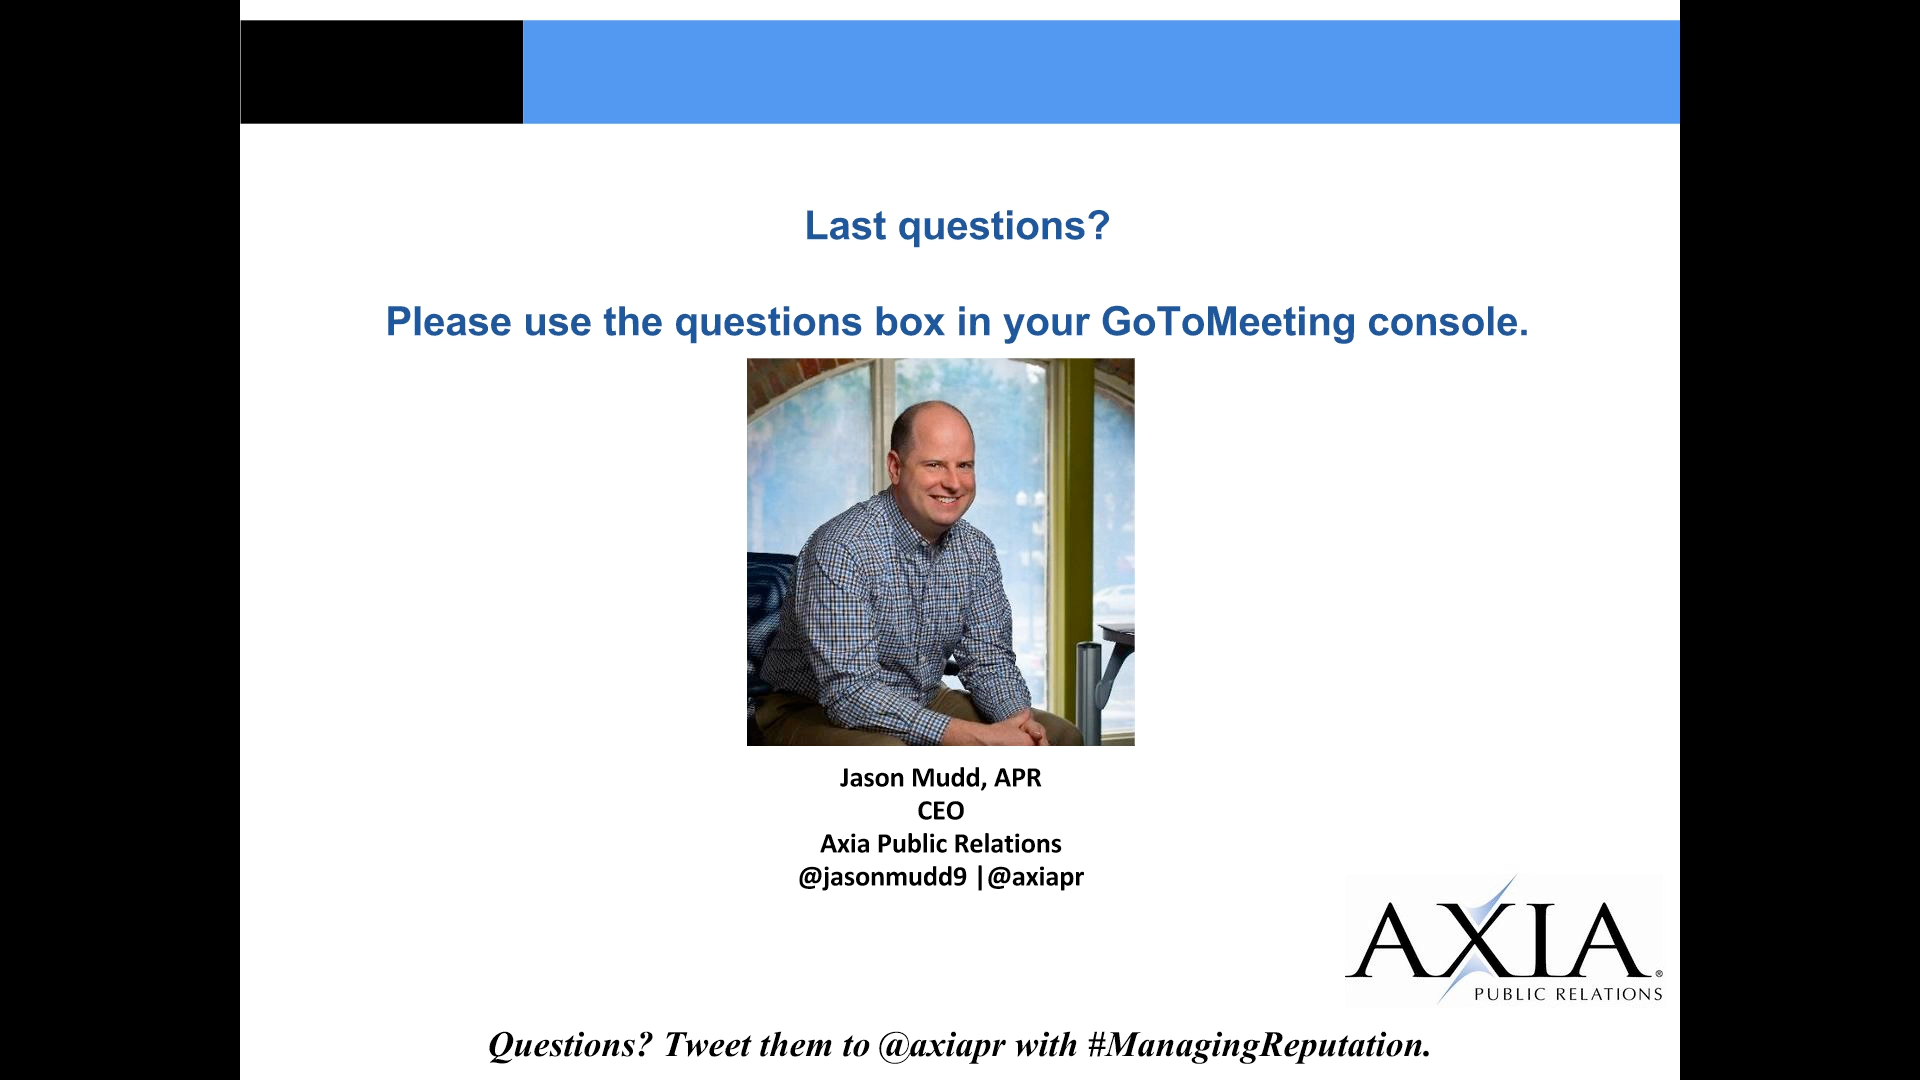 Last questions?
Please use the questions box in your GoToMeeting console.
Jason Mudd, APR
CEO
Axia Public Relations
@jasonmudd9 |@axiapr
AXIA®
PUBLIC RELATIONS
Questions? Tweet them to @axiapr with #ManagingReputation.